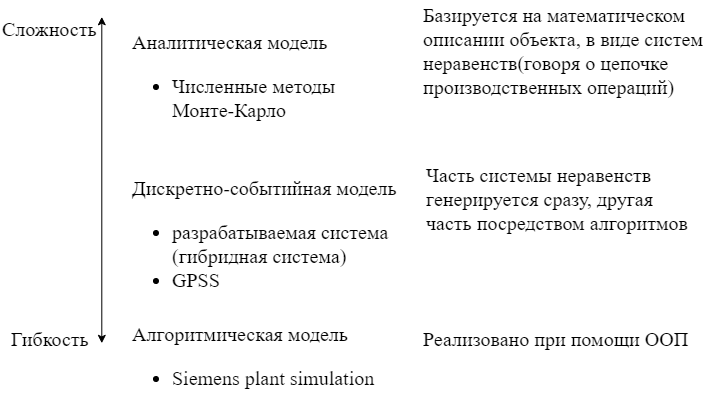 Сложность
Аналитическая модель
• Численные методы
Монте-Карло
Базируется на математическом
описании объекта, в виде систем
неравенств(говоря о цепочке
производственных операций)
Дискретно-событийная модель
• разрабатываемая система
(гибридная система)
• GPSS
Часть системы неравенств
генерируется сразу, другая
часть посредством алгоритмов
Гибкость
Алгоритмическая модель
• Siemens plant simulation
Реализовано при помощи ООП